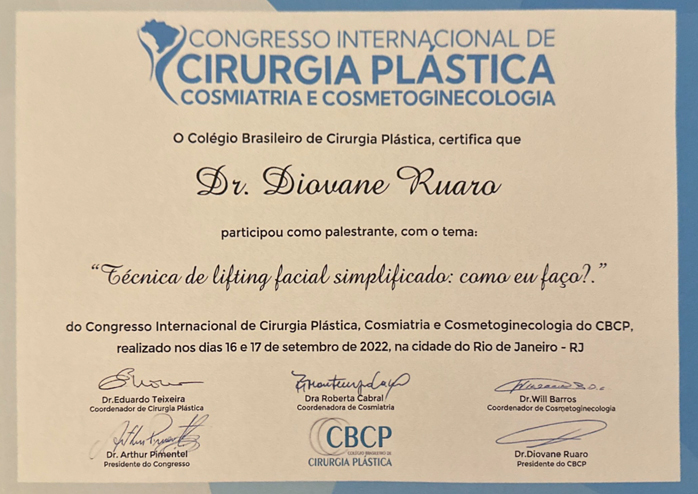 CONGRESSO INTERNACIONAL DE
CIRURGIA PLÁSTICA
COSMIATRIA E COSMETOGINECOLOGIA
O Colégio Brasileiro de Cirurgia Plástica, certifica que
Dr. Diovane Ruaro
participou como palestrante, com o tema:
“Técnica de lifting facial simplificado: como eu faço?.”
do Congresso Internacional de Cirurgia Plástica, Cosmiatria e Cosmetoginecologia do CBCP,
realizado nos dias 16 e 17 de setembro de 2022, na cidade do Rio de Janeiro - RJ
Dr.Eduardo Teixeira
Coordenador de Cirurgia Plástica
Dra Roberta Cabral
Coordenadora de Cosmiatria
Dr.Will Barros
Coordenador de Cosmetoginecologia
Dr. Arthur Pimentel
Presidente do Congresso
CBCP
COLÉGIO BRASILEIRO DE
CIRURGIA PLÁSTICA
Dr.Diovane Ruaro
Presidente do CBCP